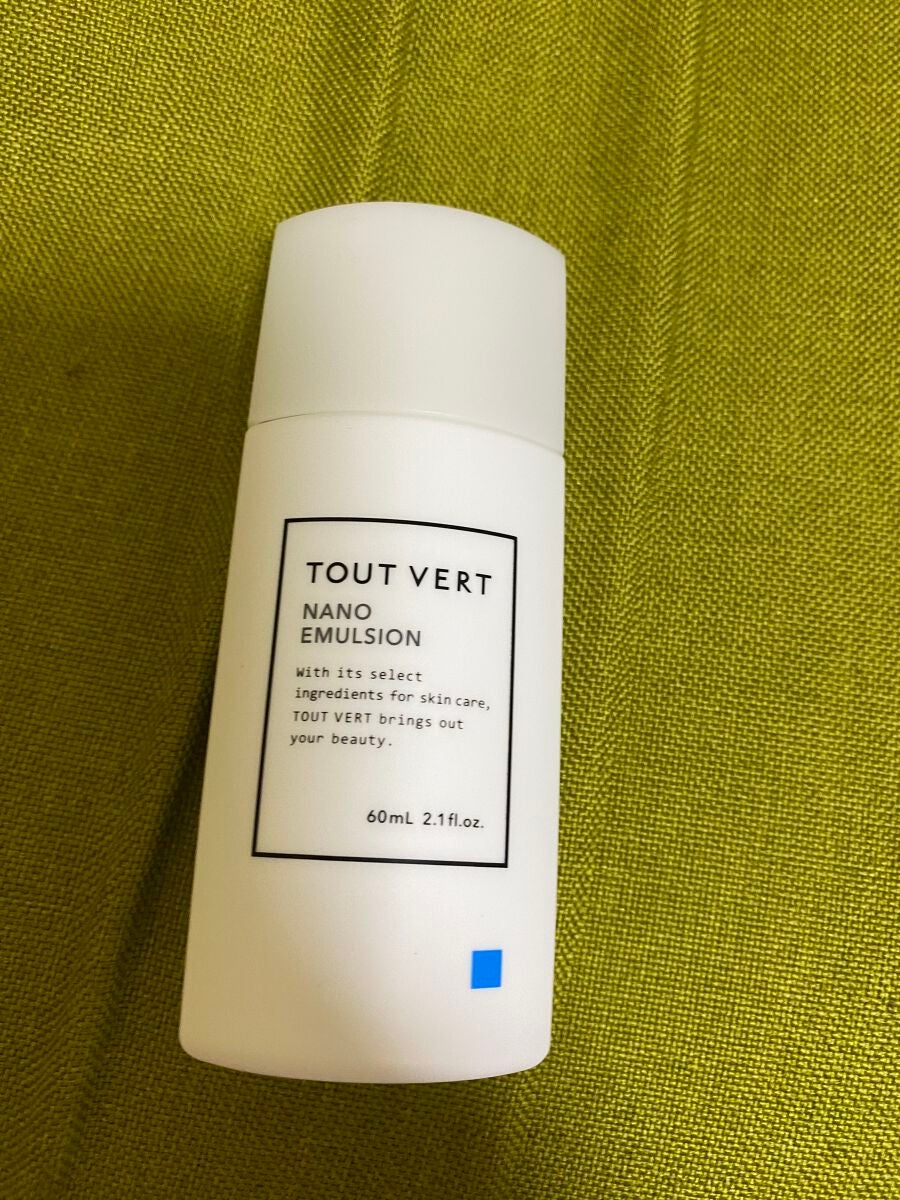 TOUT VERT
NANO
EMULSION
With its select
ingredients for skin care,
TOUT VERT brings out
your beauty.
60mL 2.1fl.oz.